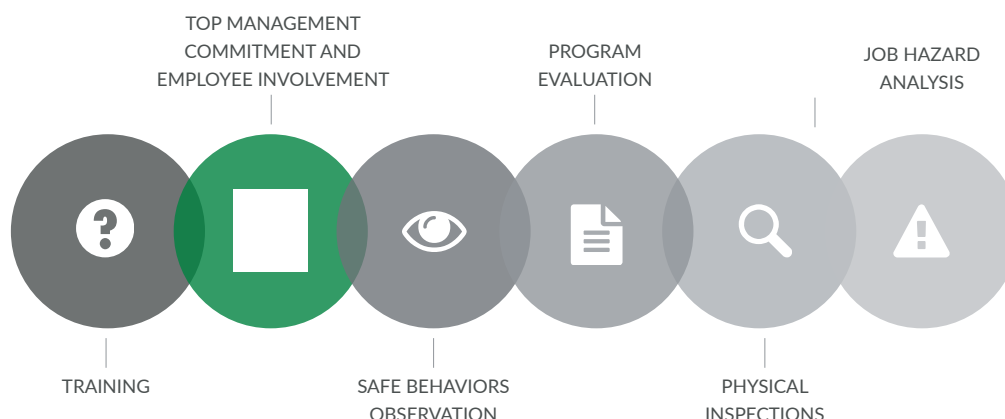 TOP MANAGEMENT
COMMITMENT AND
EMPLOYEE INVOLVEMENT
PROGRAM
EVALUATION
JOB HAZARD
ANALYSIS
?
!
TRAINING
SAFE BEHAVIORS
OBSERVATION
PHYSICAL
INSPECTIONS